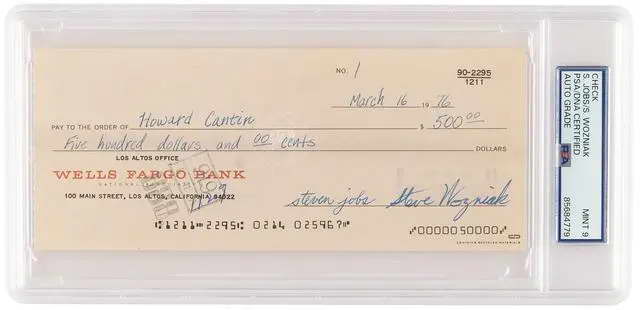 NO. 1
90-2295
1211
March 16 1976
PAY TO THE ORDER OF Howard Cantin $ 500 00
Five hundred dollars and 00 cents DOLLARS
LOS ALTOS OFFICE
WELLS FARGO BANK
100 MAIN STREET, LOS ALTOS, CALIFORNIA 94022
steven jobs Steve Wozniak
⑆1211⑉2295⑆ 0214 025967⑈ ⑈0000050000⑈
CHECK
S. JOBS/S. WOZNIAK
PSA/DNA CERTIFIED
AUTO GRADE
PSA
MINT 9
85684779